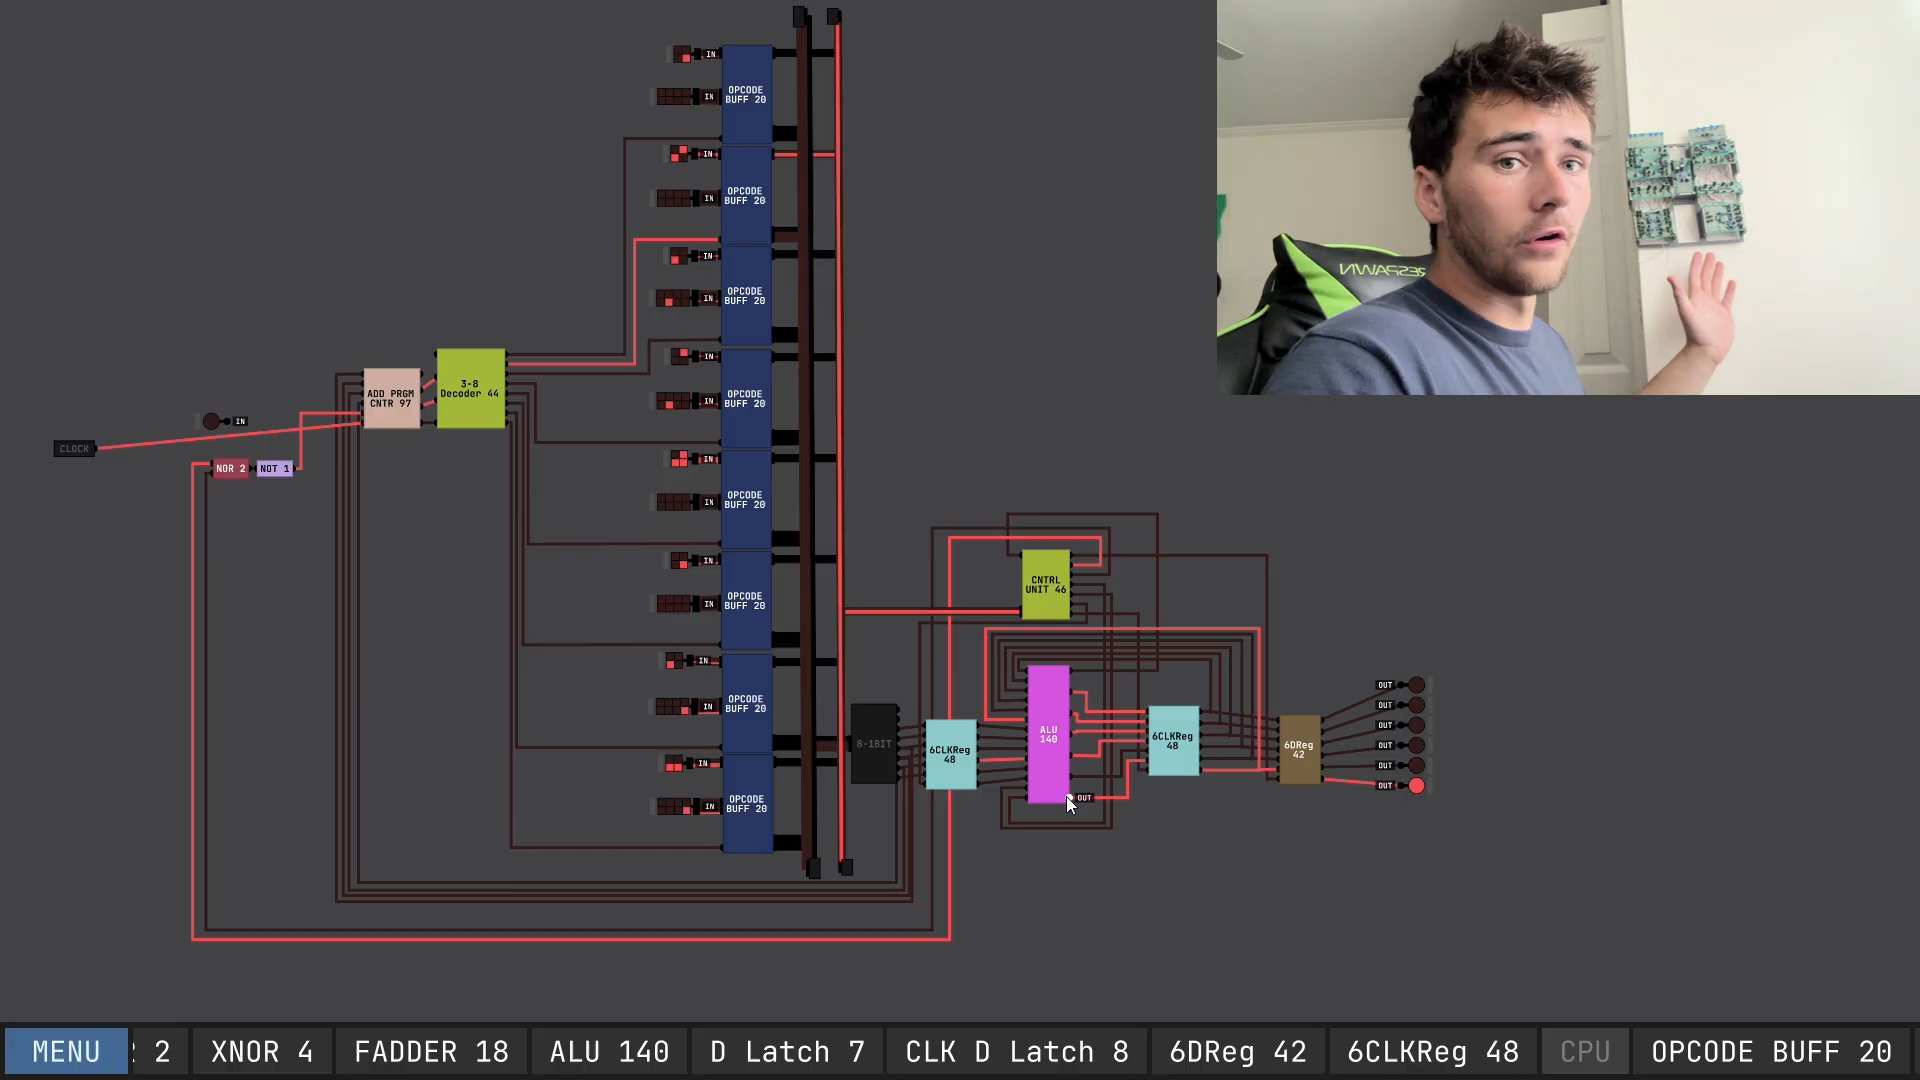 IN
IN
OPCODE
BUFF 20
IN
IN
OPCODE
BUFF 20
IN
IN
OPCODE
BUFF 20
IN
IN
OPCODE
BUFF 20
IN
IN
OPCODE
BUFF 20
IN
IN
OPCODE
BUFF 20
IN
IN
OPCODE
BUFF 20
IN
IN
OPCODE
BUFF 20
RESPAWN
3-8
Decoder 44
ADD PRGM
CNTR 97
IN
CLOCK
NOR 2
NOT 1
CNTRL
UNIT 46
8-1BIT
6CLKReg
48
ALU
140
OUT
6CLKReg
48
6DReg
42
OUT
OUT
OUT
OUT
OUT
OUT
MENU
2
XNOR 4
FADDER 18
ALU 140
D Latch 7
CLK D Latch 8
6DReg 42
6CLKReg 48
CPU
OPCODE BUFF 20